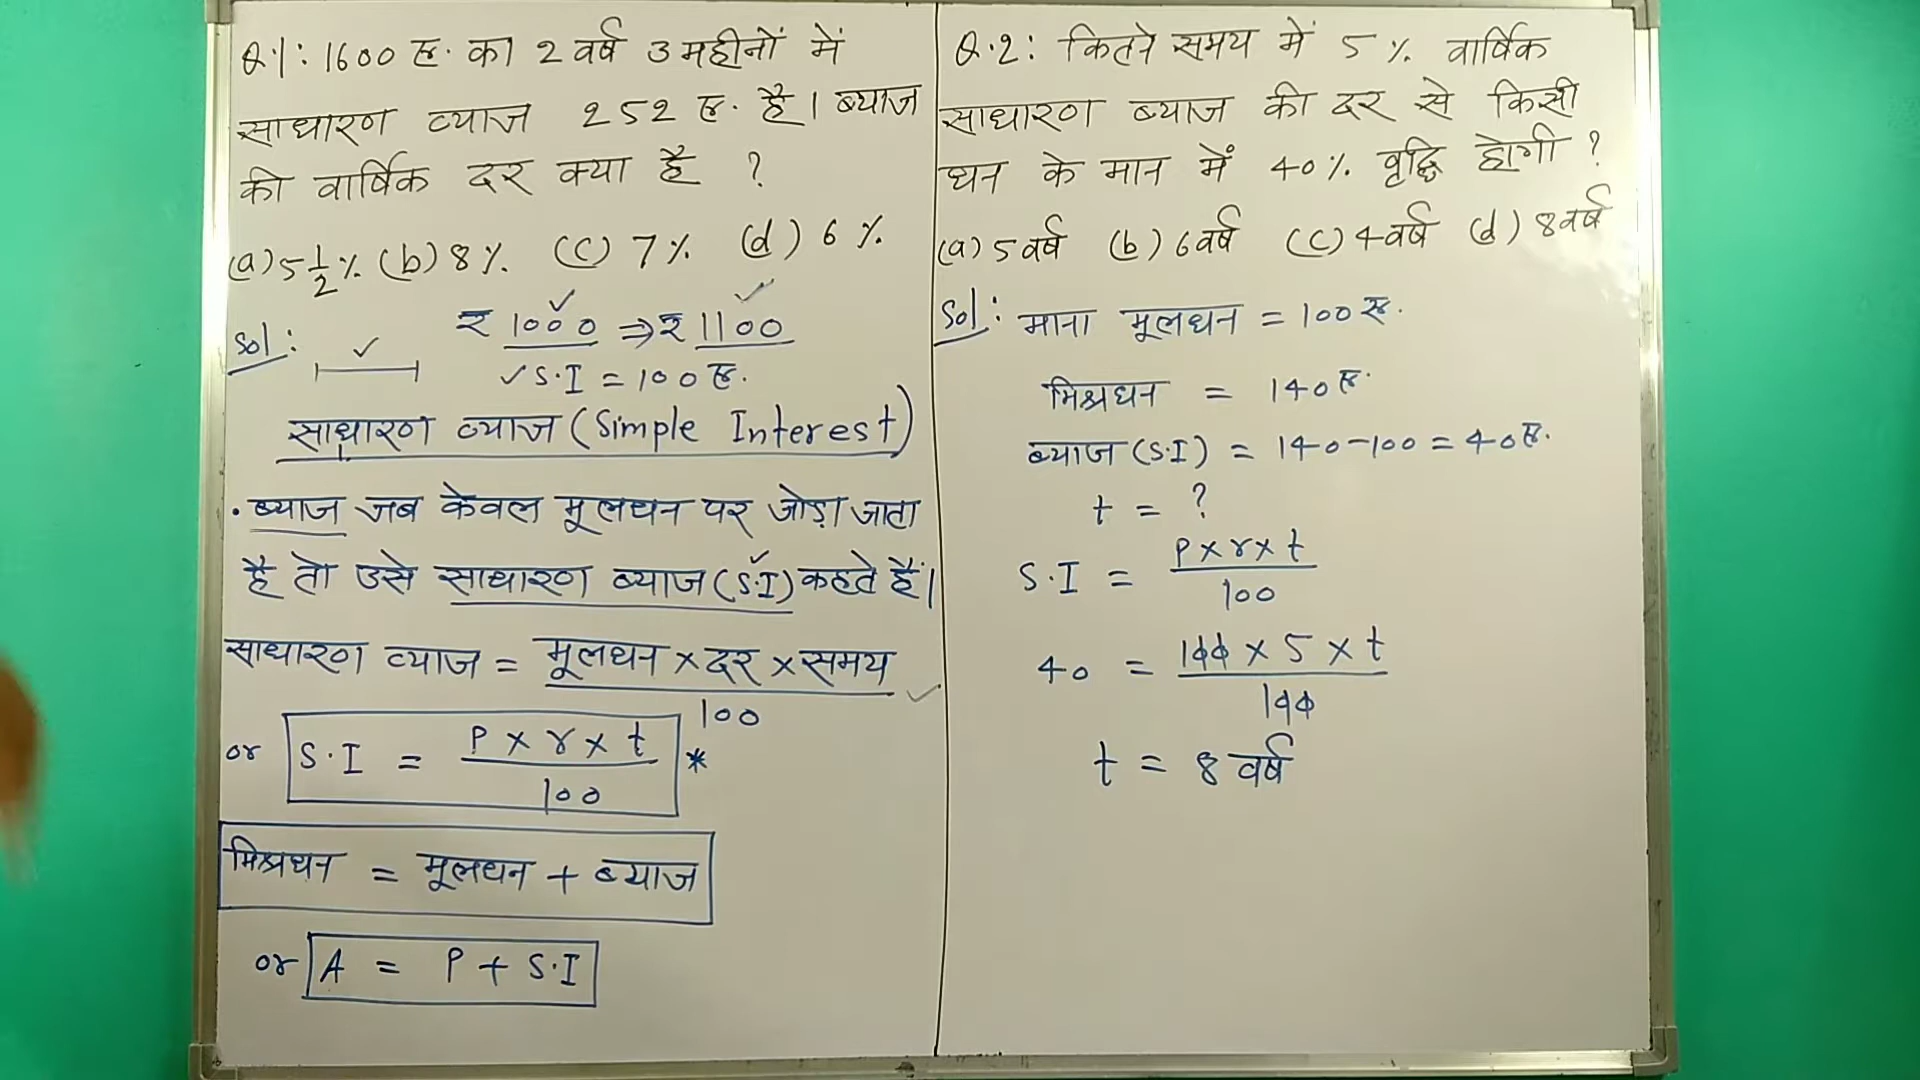 Q.1: 1600 रु. का 2 वर्ष 3 महीनों में
साधारण ब्याज 252 रु. है। ब्याज
की वार्षिक दर क्या है ?
(a) 5 1/2 % (b) 8 % (c) 7 % (d) 6 %
Sol: ₹ 1000 ⇒ ₹ 1100
S.I = 100 रु.
साधारण ब्याज (Simple Interest)
• ब्याज जब केवल मूलधन पर जोड़ा जाता
है तो उसे साधारण ब्याज (S.I) कहते हैं।
साधारण ब्याज = मूलधन × दर × समय / 100
or S.I = P × r × t / 100 *
मिश्रधन = मूलधन + ब्याज
or A = P + S.I
Q.2: कितने समय में 5 % वार्षिक
साधारण ब्याज की दर से किसी
धन के मान में 40 % वृद्धि होगी ?
(a) 5 वर्ष (b) 6 वर्ष (c) 4 वर्ष (d) 8 वर्ष
Sol: माना मूलधन = 100 रु.
मिश्रधन = 140 रु.
ब्याज (S.I) = 140-100 = 40 रु.
t = ?
S.I = P × r × t / 100
40 = 100 × 5 × t / 100
t = 8 वर्ष